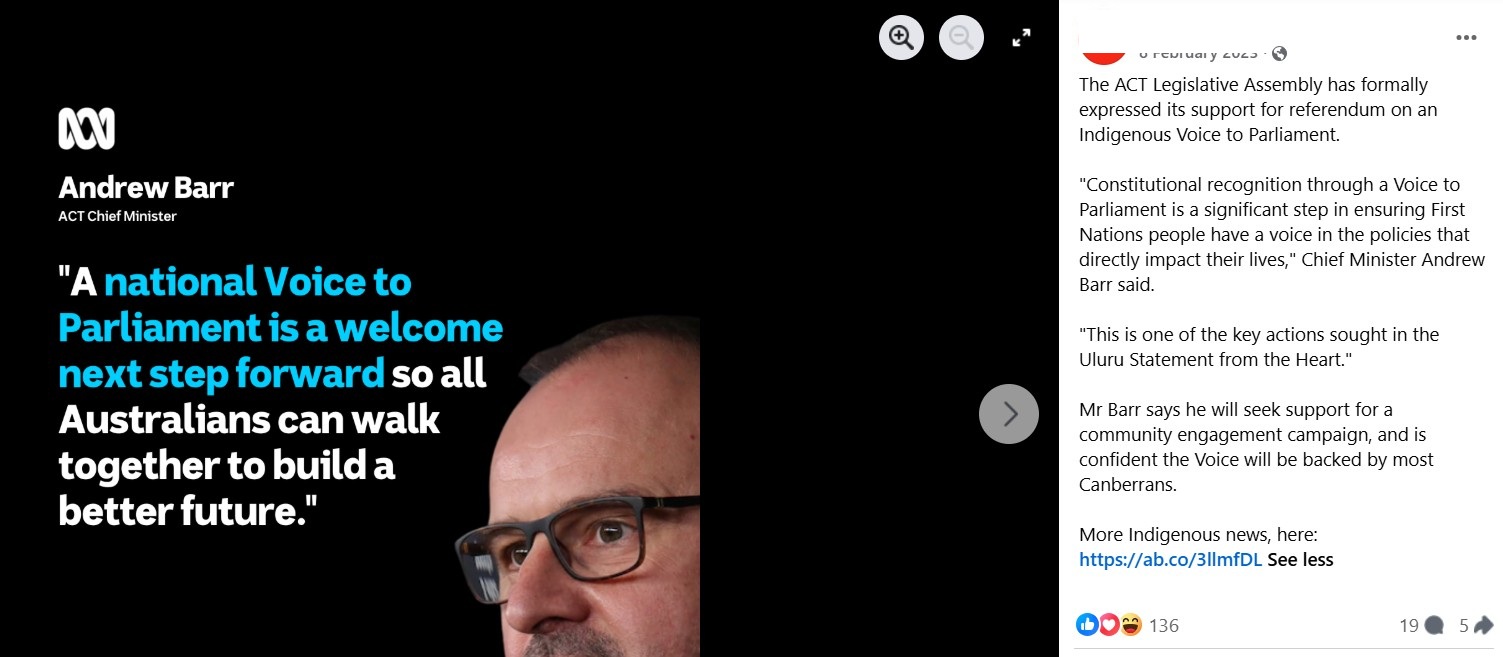 Andrew Barr
ACT Chief Minister
"A national Voice to
Parliament is a welcome
next step forward so all
Australians can walk
together to build a
better future."
8 February 2023 ·
The ACT Legislative Assembly has formally
expressed its support for referendum on an
Indigenous Voice to Parliament.
"Constitutional recognition through a Voice to
Parliament is a significant step in ensuring First
Nations people have a voice in the policies that
directly impact their lives," Chief Minister Andrew
Barr said.
"This is one of the key actions sought in the
Uluru Statement from the Heart."
Mr Barr says he will seek support for a
community engagement campaign, and is
confident the Voice will be backed by most
Canberrans.
More Indigenous news, here:
https://ab.co/3llmfDL See less
136
19
5